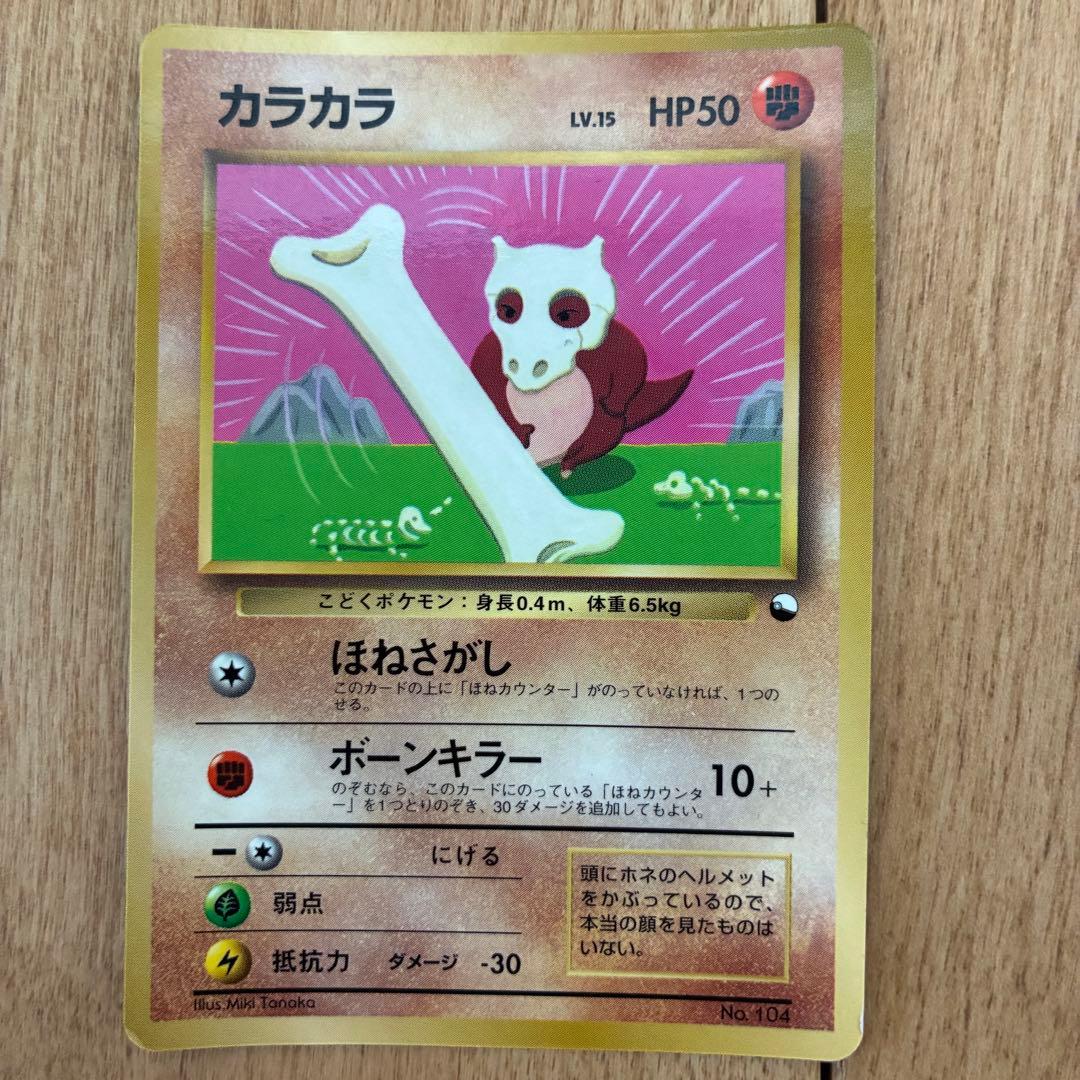 カラカラ LV.15 HP50
こどくポケモン：身長0.4m、体重6.5kg
ほねさがし
このカードの上に「ほねカウンター」がのっていなければ、1つの
せる。
ボーンキラー 10+
のぞむなら、このカードにのっている「ほねカウンタ
ー」を1つとりのぞき、30ダメージを追加してもよい。
ー にげる
弱点
抵抗力 ダメージ -30
頭にホネのヘルメット
をかぶっているので、
本当の顔を見たものは
いない。
Illus.Miki Tanaka
No. 104